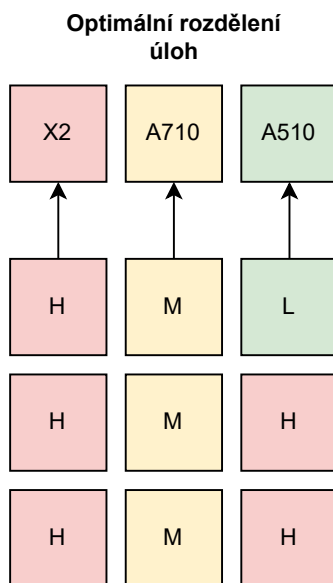 Optimální rozdělení
úloh
X2 A710 A510
H M L
H M H
H M H